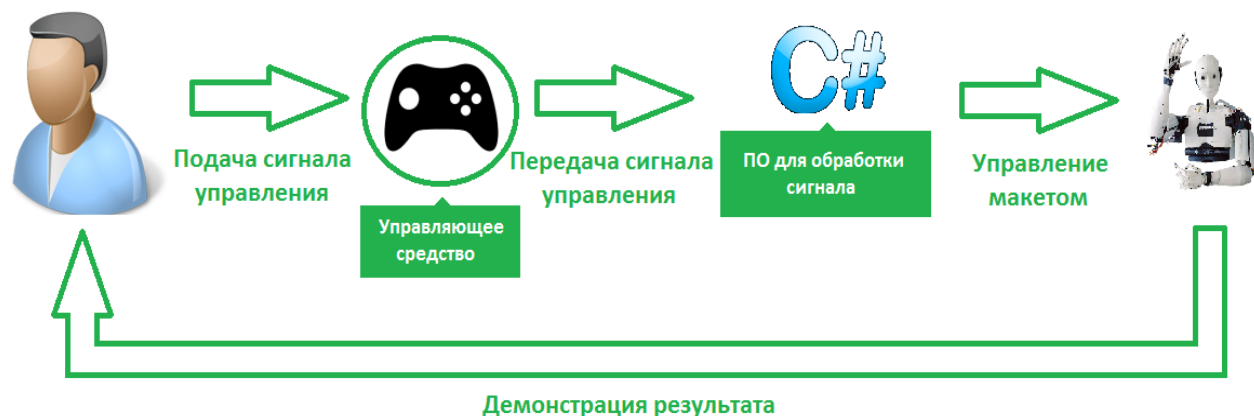 C#
Подача сигнала
управления
Передача сигнала
управления
ПО для обработки
сигнала
Управление
макетом
Управляющее
средство
Демонстрация результата